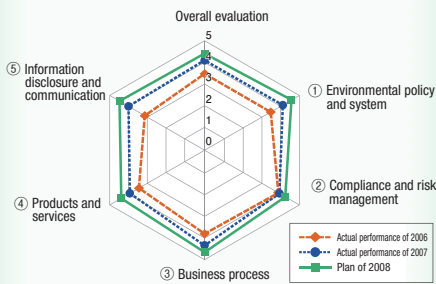 Overall evaluation
5
4
3
2
1
0
⑤ Information
disclosure and
communication
① Environmental policy
and system
② Compliance and risk
management
④ Products and
services
③ Business process
Actual performance of 2006
Actual performance of 2007
Plan of 2008